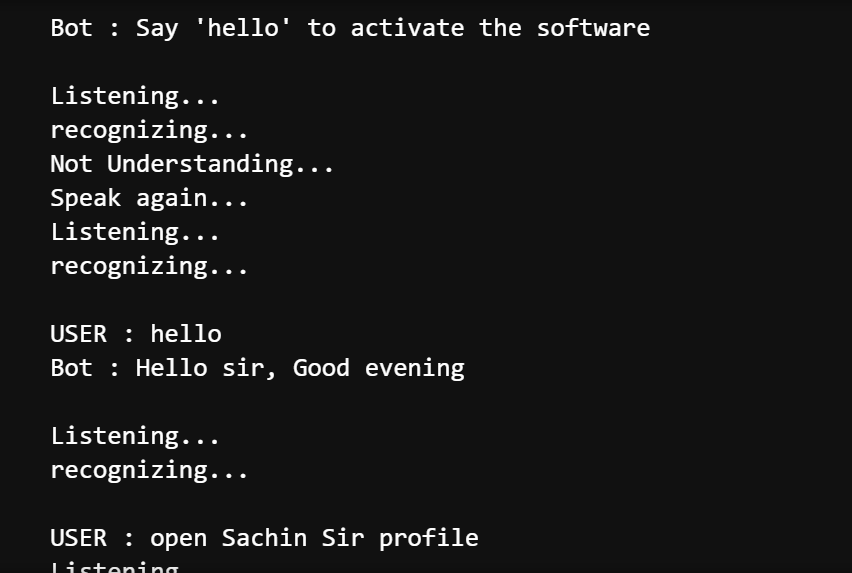 Bot : Say 'hello' to activate the software
Listening...
recognizing...
Not Understanding...
Speak again...
Listening...
recognizing...
USER : hello
Bot : Hello sir, Good evening
Listening...
recognizing...
USER : open Sachin Sir profile
Listening